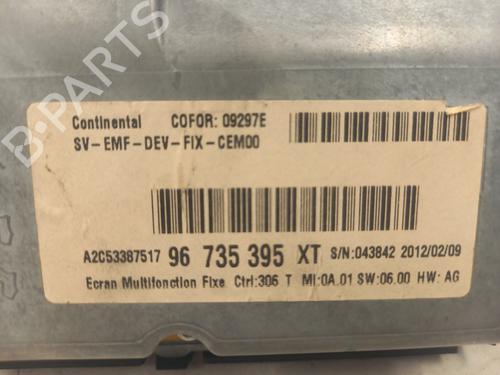 Continental COFOR: 09297E
SV-EMF-DEV-FIX-CEM00
A2C53387517 96 735 395 XT S/N:043842 2012/02/09
Ecran Multifonction Fixe Ctrl:306 T MI:0A.01 SW:06.00 HW: AG
B-PARTS